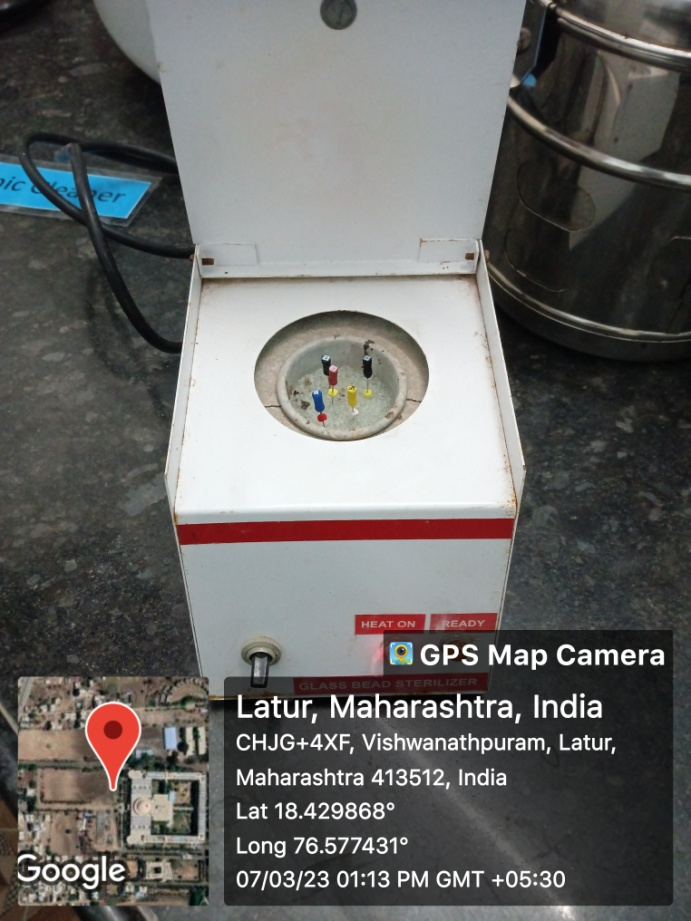 Cleaner
HEAT ON
READY
GLASS BEAD STERILIZER
GPS Map Camera
Latur, Maharashtra, India
CHJG+4XF, Vishwanathpuram, Latur,
Maharashtra 413512, India
Lat 18.429868°
Long 76.577431°
07/03/23 01:13 PM GMT +05:30
Google